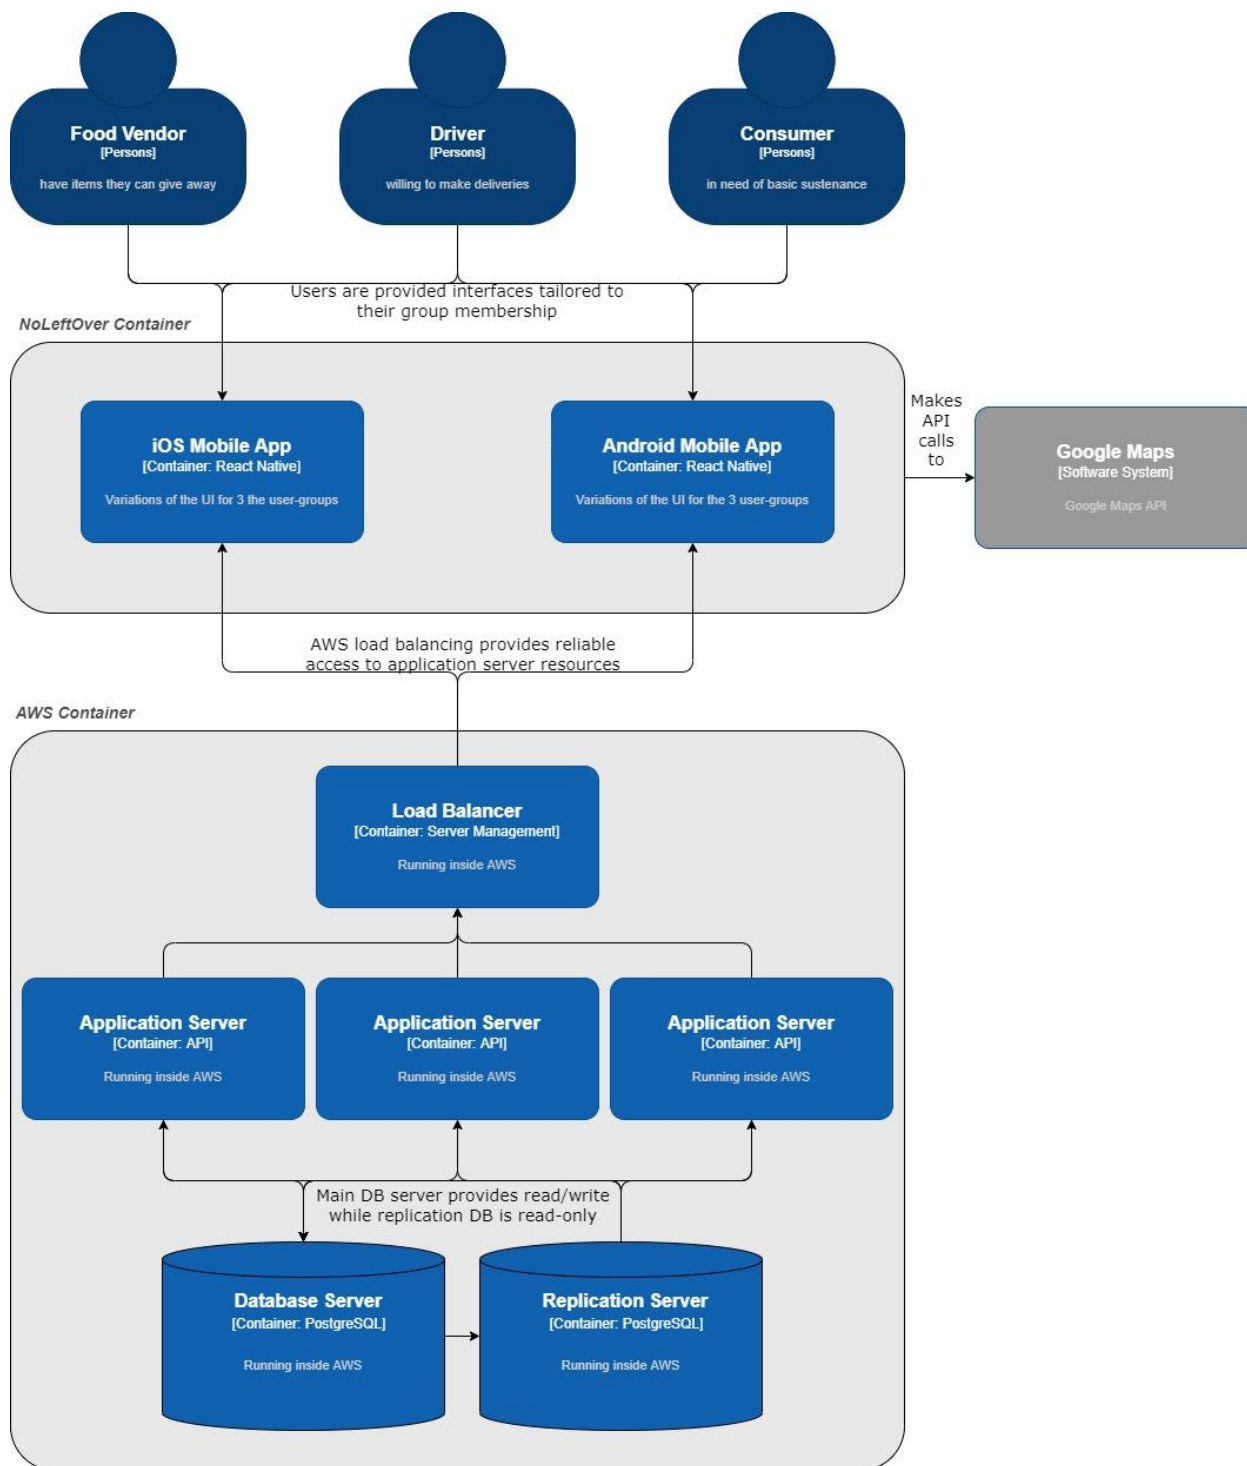 Food Vendor
[Persons]
have items they can give away
Driver
[Persons]
willing to make deliveries
Consumer
[Persons]
in need of basic sustenance
Users are provided interfaces tailored to
their group membership
NoLeftOver Container
iOS Mobile App
[Container: React Native]
Variations of the UI for 3 the user-groups
Android Mobile App
[Container: React Native]
Variations of the UI for the 3 user-groups
Makes
API
calls
to
Google Maps
[Software System]
Google Maps API
AWS load balancing provides reliable
access to application server resources
AWS Container
Load Balancer
[Container: Server Management]
Running inside AWS
Application Server
[Container: API]
Running inside AWS
Application Server
[Container: API]
Running inside AWS
Application Server
[Container: API]
Running inside AWS
Main DB server provides read/write
while replication DB is read-only
Database Server
[Container: PostgreSQL]
Running inside AWS
Replication Server
[Container: PostgreSQL]
Running inside AWS